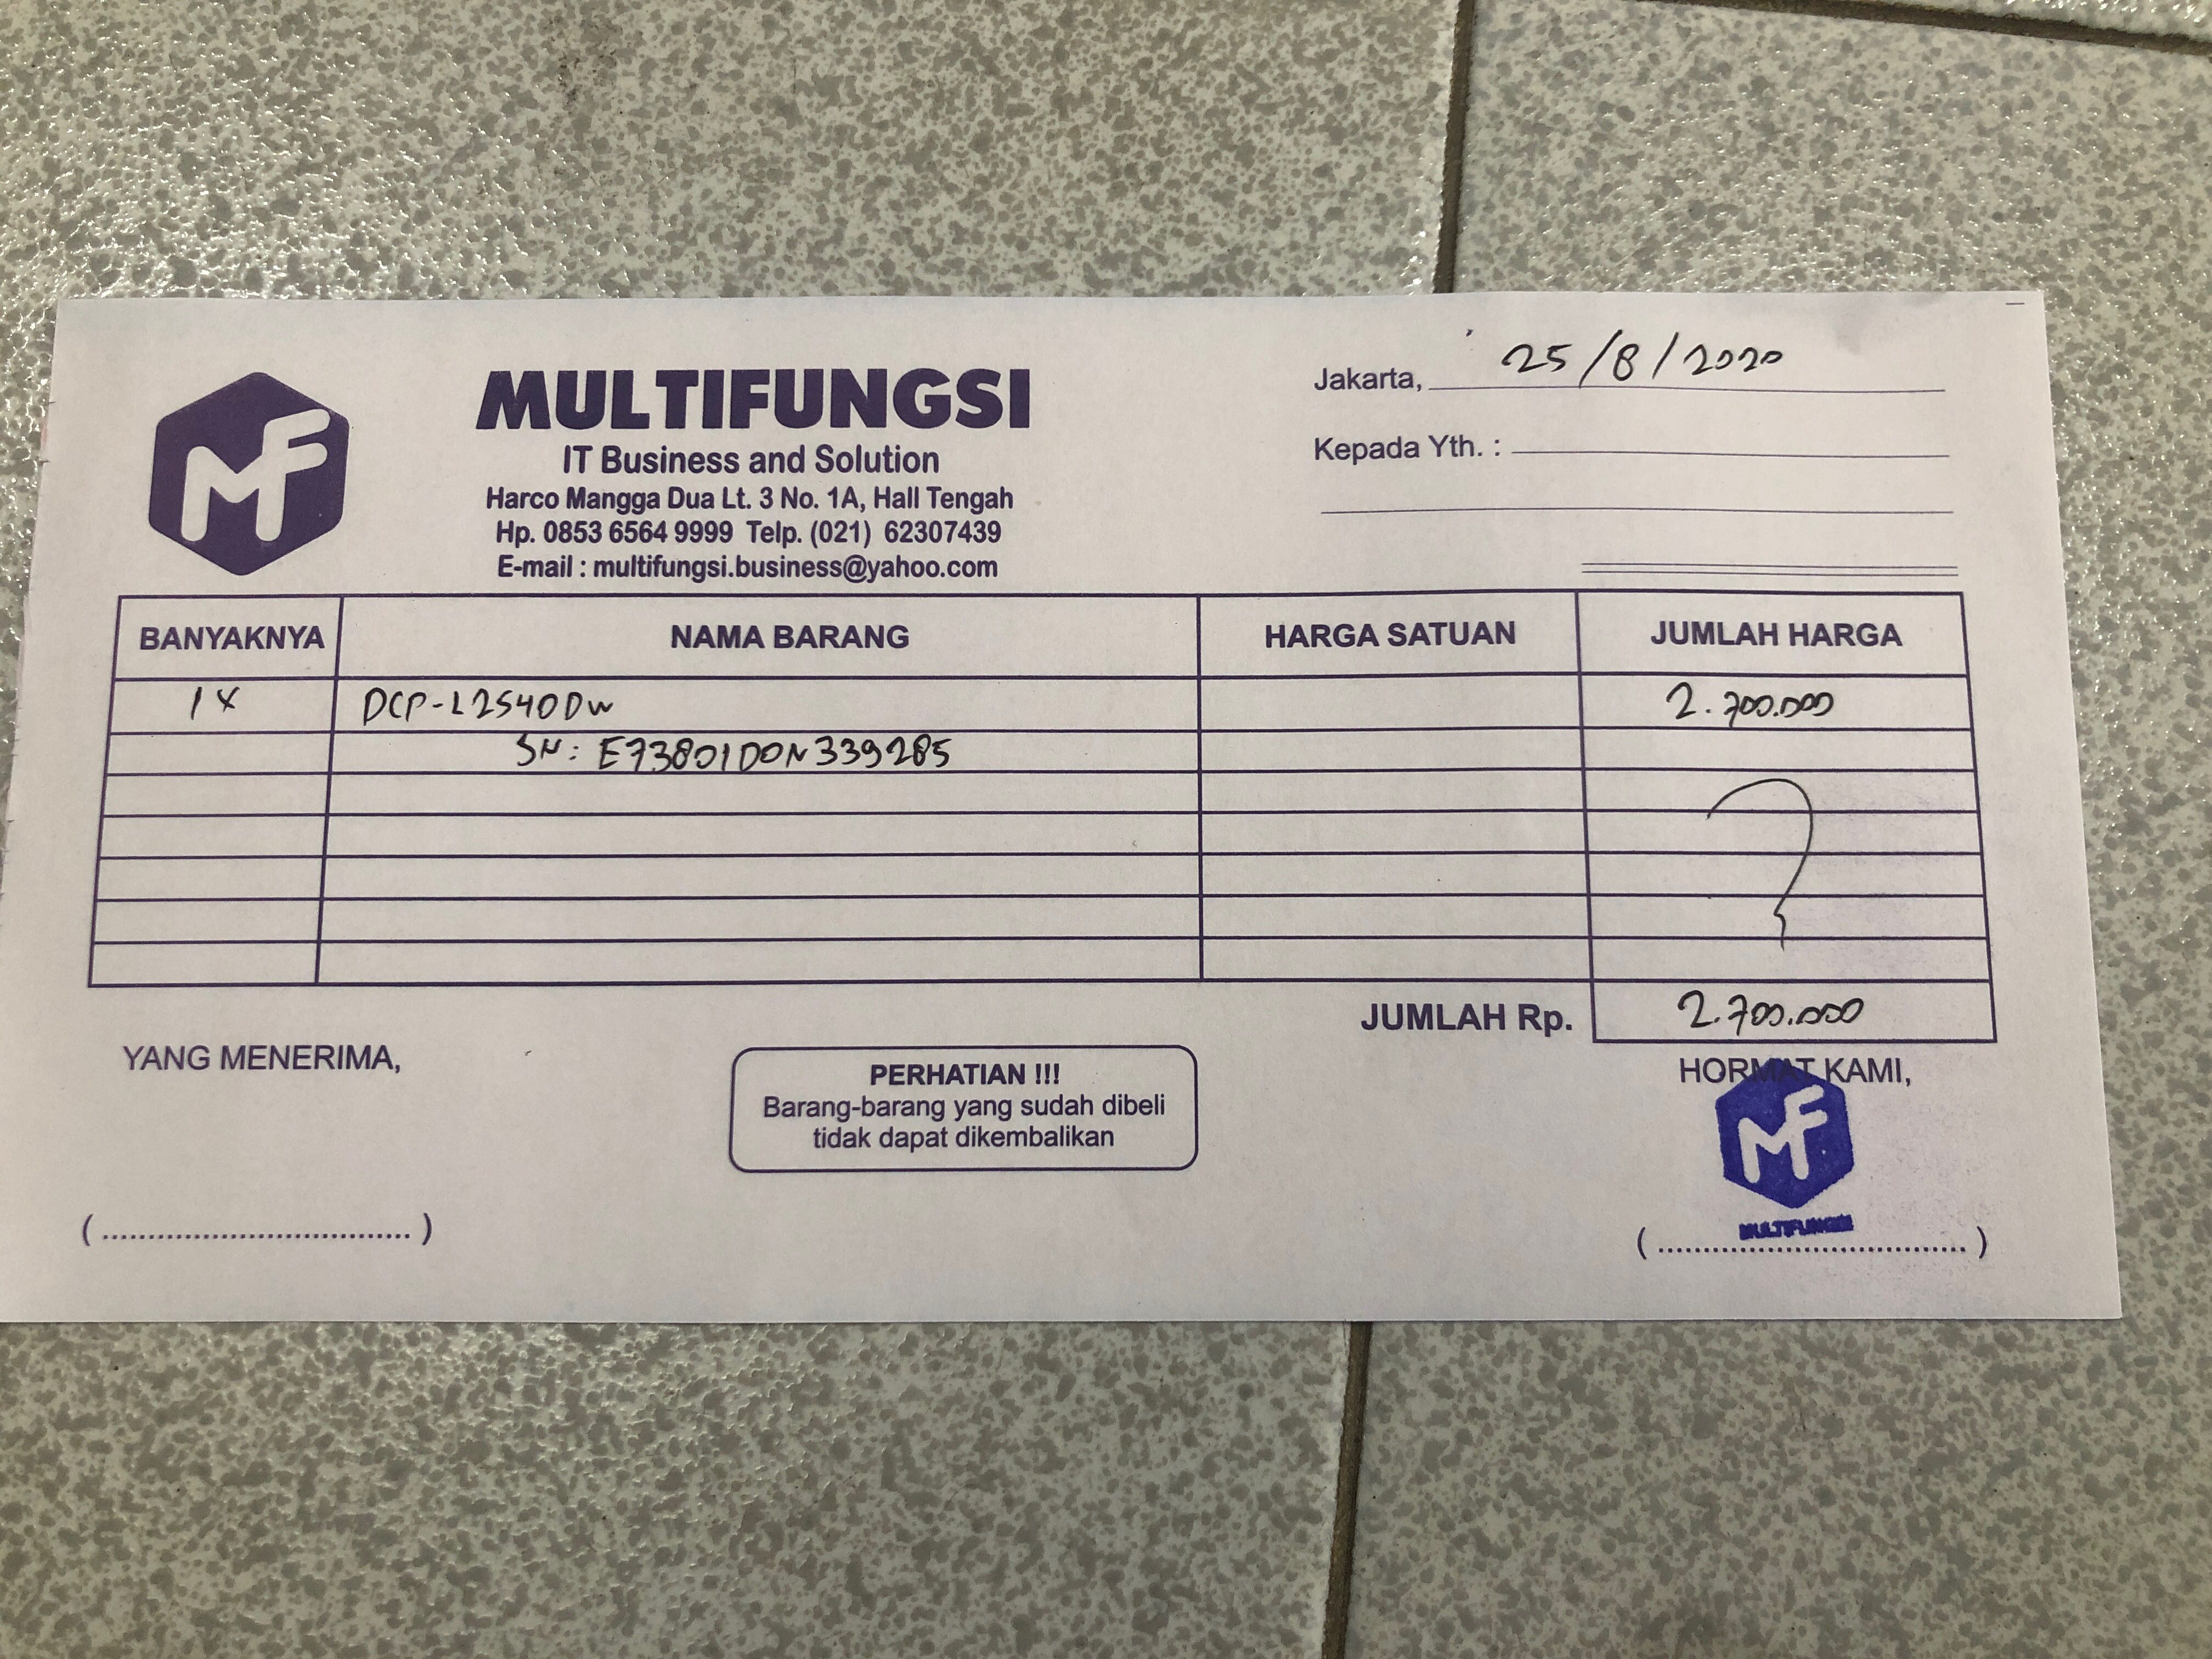 MF
MULTIFUNGSI
IT Business and Solution
Harco Mangga Dua Lt. 3 No. 1A, Hall Tengah
Hp. 0853 6564 9999 Telp. (021) 62307439
E-mail : multifungsi.business@yahoo.com
Jakarta, 25/8/2020
Kepada Yth. :
BANYAKNYA NAMA BARANG HARGA SATUAN JUMLAH HARGA
1X DCP-L2540DW 2.700.000
SN: E73801D0N339285
JUMLAH Rp. 2.700.000
YANG MENERIMA,
PERHATIAN !!!
Barang-barang yang sudah dibeli
tidak dapat dikembalikan
HORMAT KAMI,
MF
MULTIFUNGSI
(..................................)
(..................................)